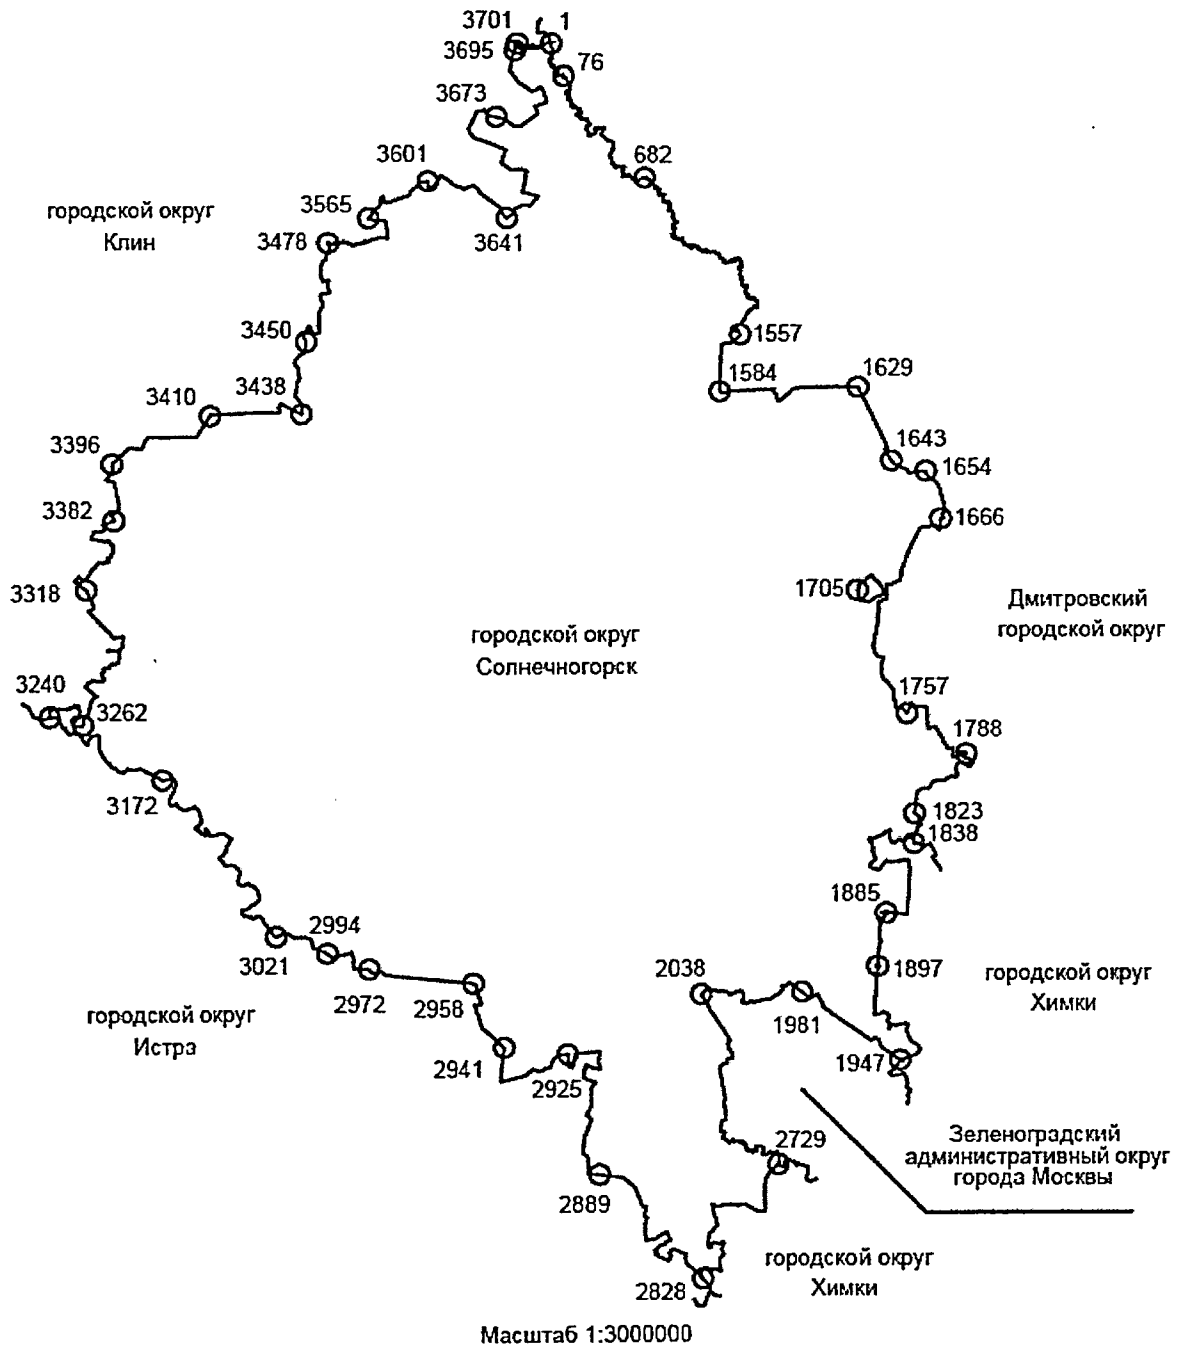 3701
1
3695
76
3673
3601
682
3565
городской округ
Клин
3478
3641
3450
1557
1584
1629
3438
3410
1643
3396
1654
3382
1666
3318
1705
Дмитровский
городской округ
городской округ
Солнечногорск
3240
1757
3262
1788
3172
1823
1838
1885
2994
3021
2038
1897
городской округ
Химки
2972
2958
1981
городской округ
Истра
2941
2925
1947
Зеленоградский
административный округ
города Москвы
2729
2889
городской округ
Химки
2828
Масштаб 1:3000000